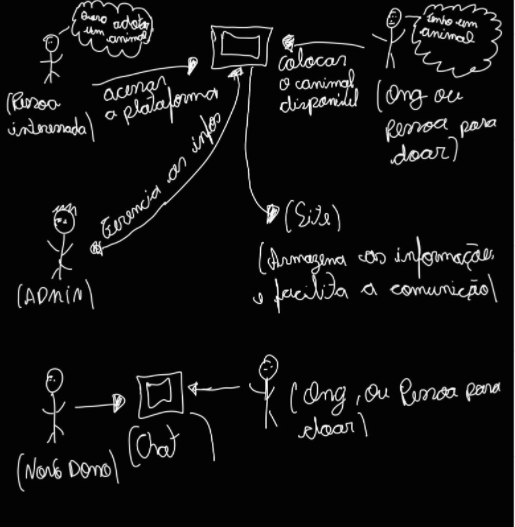 Quero adotar
um animal
tenho um
animal
(Pessoa
interessada)
acessar
a plataforma
colocar
o animal
disponível
(Ong ou
Pessoa para
doar)
Gerencia as infos
(ADMIN)
(Site)
(Armazena as informações
e facilita a comunicação)
(Novo Dono)
(Chat
(Ong, ou Pessoa para
doar)